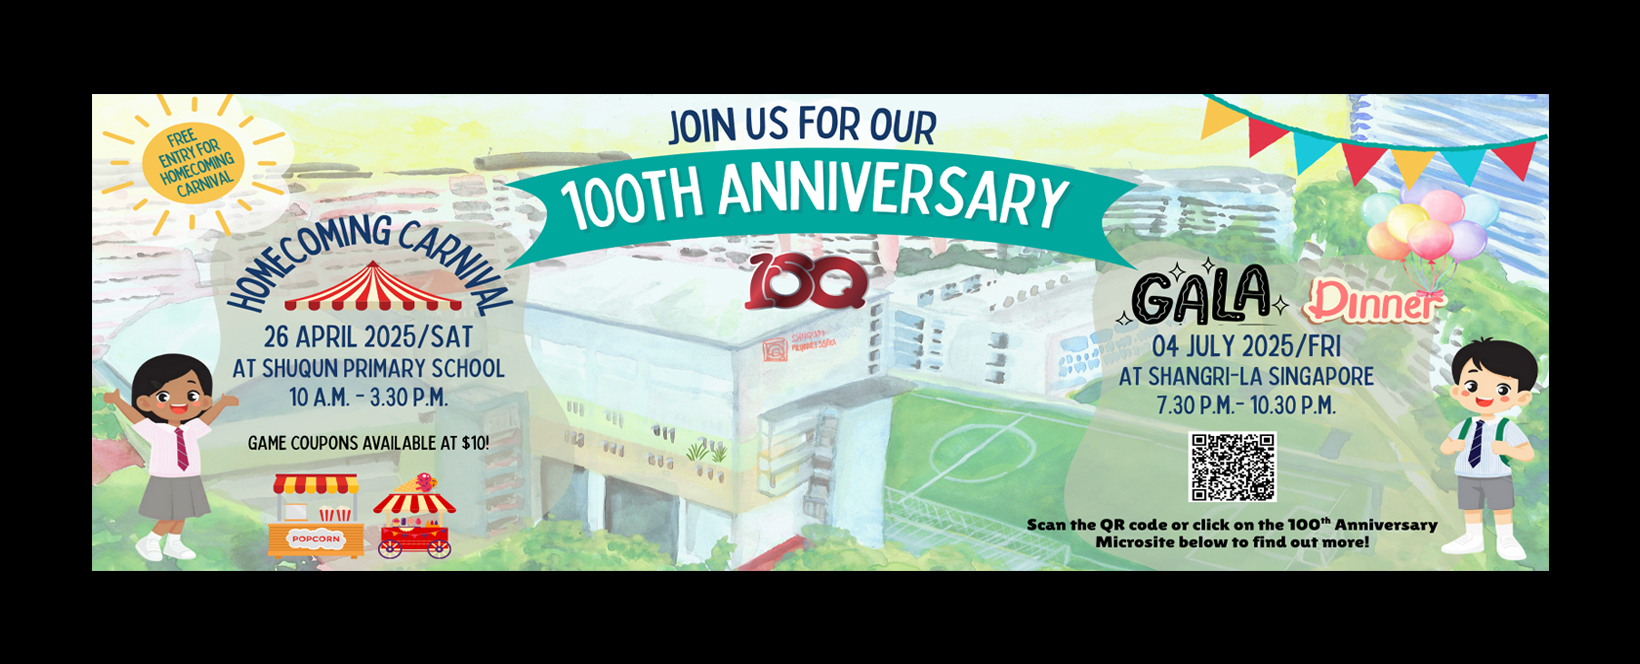 JOIN US FOR OUR
100TH ANNIVERSARY
100
FREE
ENTRY FOR
HOMECOMING
CARNIVAL
HOMECOMING CARNIVAL
26 APRIL 2025/SAT
AT SHUQUN PRIMARY SCHOOL
10 A.M. - 3.30 P.M.
GAME COUPONS AVAILABLE AT $10!
POPCORN
SHUQUN
PRIMARY SCHOOL
GALA Dinner
04 JULY 2025/FRI
AT SHANGRI-LA SINGAPORE
7.30 P.M.- 10.30 P.M.
Scan the QR code or click on the 100th Anniversary
Microsite below to find out more!